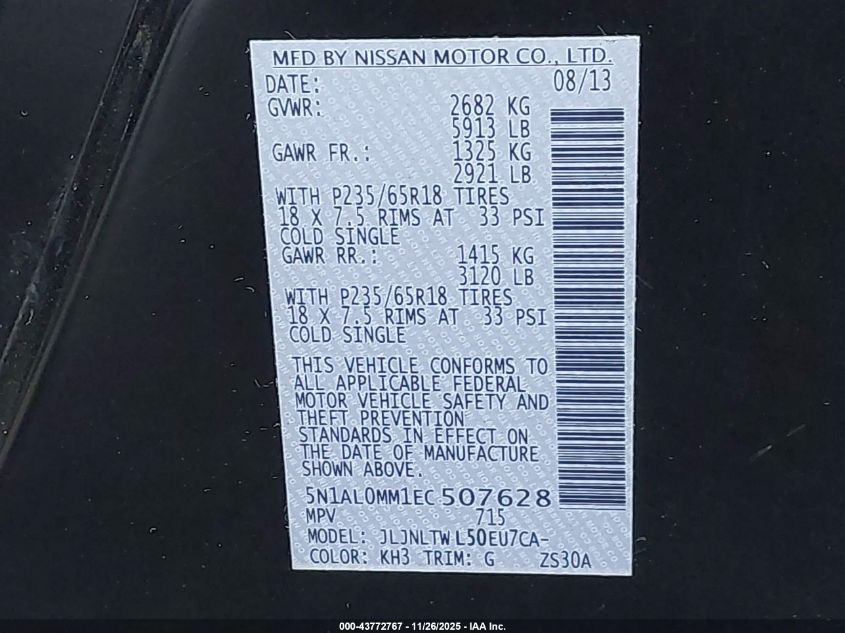 MFD BY NISSAN MOTOR CO., LTD.
DATE: 08/13
GVWR: 2682 KG
5913 LB
GAWR FR.: 1325 KG
2921 LB
WITH P235/65R18 TIRES
18 X 7.5 RIMS AT 33 PSI
COLD SINGLE
GAWR RR.: 1415 KG
3120 LB
WITH P235/65R18 TIRES
18 X 7.5 RIMS AT 33 PSI
COLD SINGLE
THIS VEHICLE CONFORMS TO
ALL APPLICABLE FEDERAL
MOTOR VEHICLE SAFETY AND
THEFT PREVENTION
STANDARDS IN EFFECT ON
THE DATE OF MANUFACTURE
SHOWN ABOVE.
5N1AL0MM1EC507628
MPV 715
MODEL: JLJNLTWL50EU7CA-
COLOR: KH3 TRIM: G ZS30A
000-43772767 - 11/26/2025 - IAA Inc.